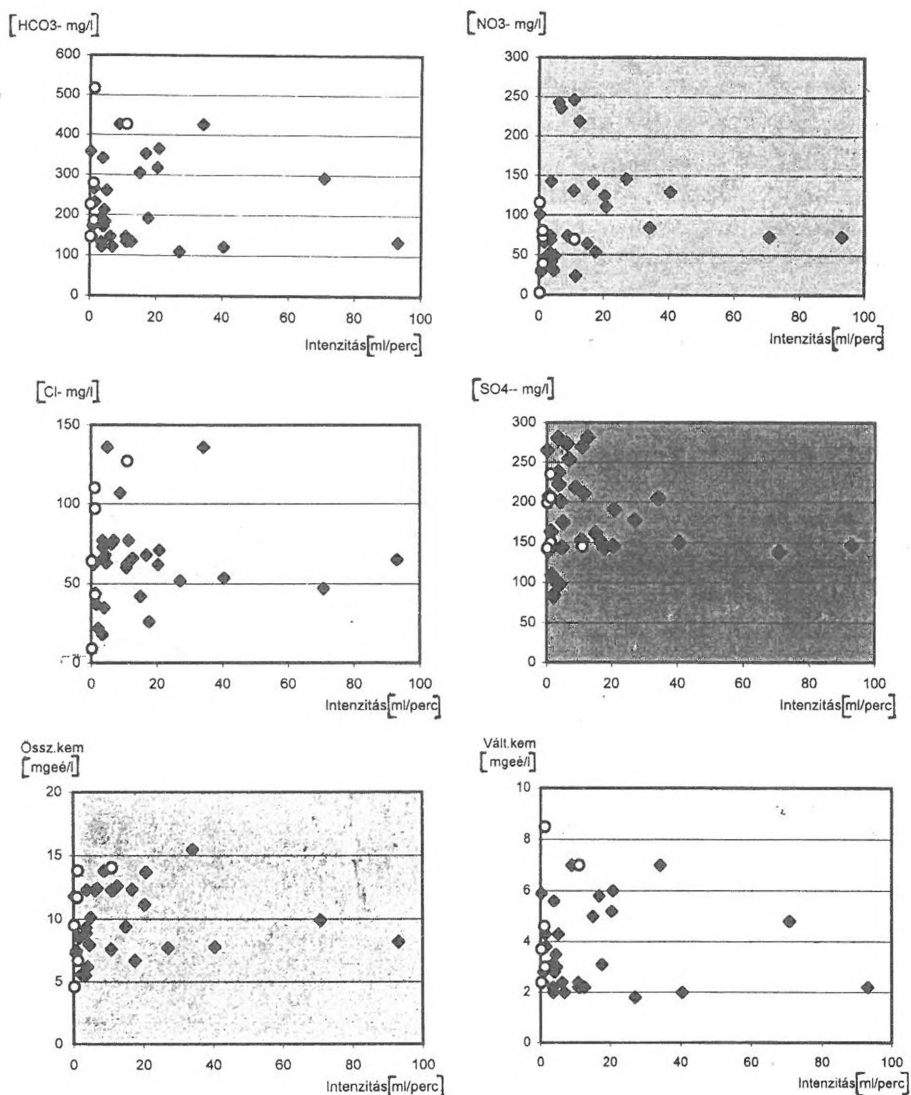 [HCO3- mg/l]
600
500
400
300
200
100
0
0 20 40 60 80 100
Intenzitás[ml/perc]
[NO3- mg/l]
300
250
200
150
100
50
0
0 20 40 60 80 100
Intenzitás[ml/perc]
[Cl- mg/l]
150
100
50
0
0 20 40 60 80 100
Intenzitás[ml/perc]
[SO4-- mg/l]
300
250
200
150
100
50
0
0 20 40 60 80 100
Intenzitás[ml/perc]
Össz.kem
[mgeé/l]
20
15
10
5
0
0 20 40 60 80 100
Intenzitás[ml/perc]
Vált.kem
[mgeé/l]
10
8
6
4
2
0
0 20 40 60 80 100
Intenzitás[ml/perc]